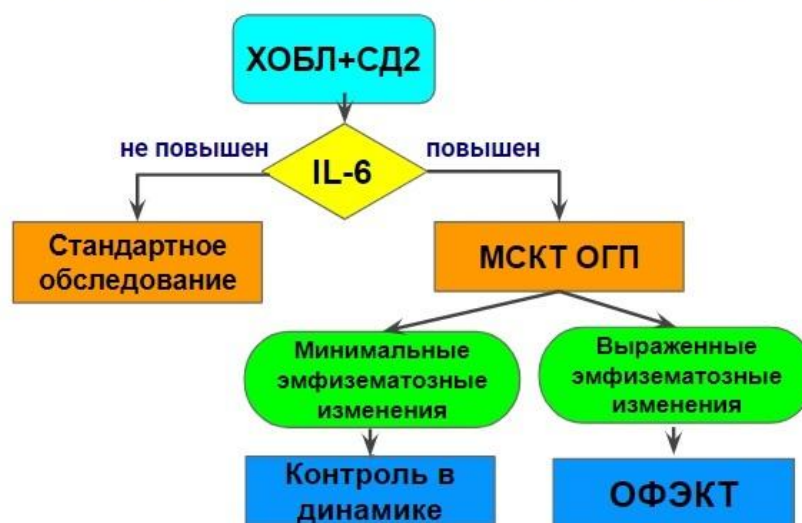 ХОБЛ+СД2
не повышен
повышен
IL-6
Стандартное
обследование
МСКТ ОГП
Минимальные
эмфизематозные
изменения
Выраженные
эмфизематозные
изменения
Контроль в
динамике
ОФЭКТ